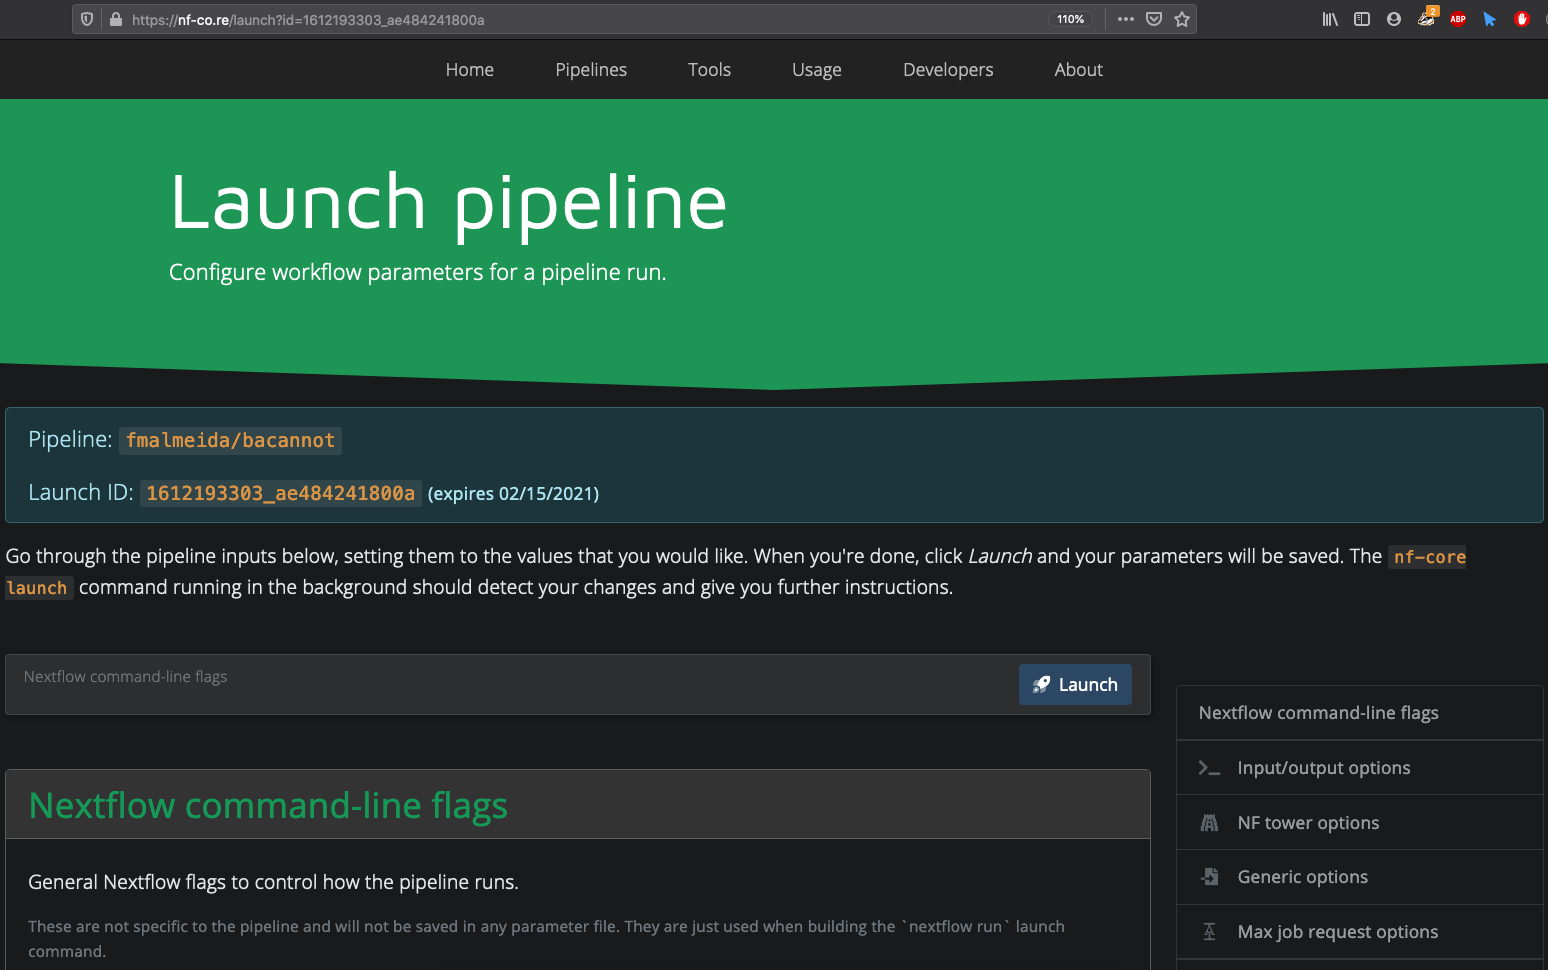 https://nf-co.re/launch?id=1612193303_ae484241800a
110%
2
ABP
Home Pipelines Tools Usage Developers About
Launch pipeline
Configure workflow parameters for a pipeline run.
Pipeline: fmalmeida/bacannot
Launch ID: 1612193303_ae484241800a (expires 02/15/2021)
Go through the pipeline inputs below, setting them to the values that you would like. When you're done, click Launch and your parameters will be saved. The nf-core
launch command running in the background should detect your changes and give you further instructions.
Nextflow command-line flags
Launch
Nextflow command-line flags
General Nextflow flags to control how the pipeline runs.
These are not specific to the pipeline and will not be saved in any parameter file. They are just used when building the `nextflow run` launch
command.
Nextflow command-line flags
Input/output options
NF tower options
Generic options
Max job request options